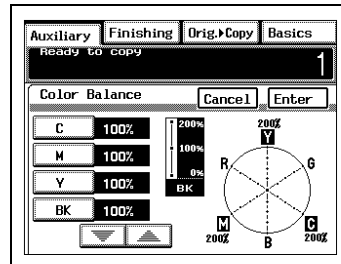 Auxiliary Finishing Orig.▸Copy Basics
Ready to copy
1
Color Balance Cancel Enter
C 100%
M 100%
Y 100%
BK 100%
200%
100%
0%
BK
200%
Y
R G
M C
200% B 200%